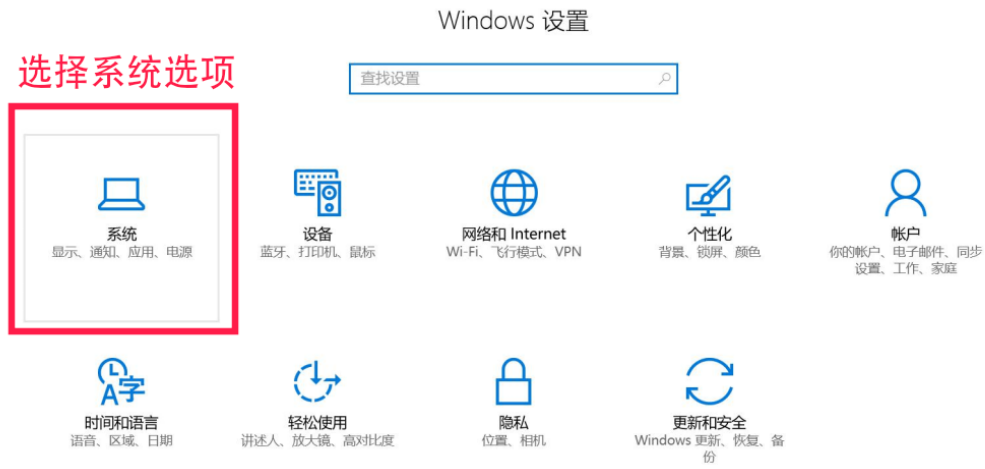 Windows 设置
选择系统选项
查找设置
系统
显示、通知、应用、电源
设备
蓝牙、打印机、鼠标
网络和 Internet
Wi-Fi、飞行模式、VPN
个性化
背景、锁屏、颜色
帐户
你的帐户、电子邮件、同步
设置、工作、家庭
字
A
时间和语言
语音、区域、日期
轻松使用
讲述人、放大镜、高对比度
隐私
位置、相机
更新和安全
Windows 更新、恢复、备
份